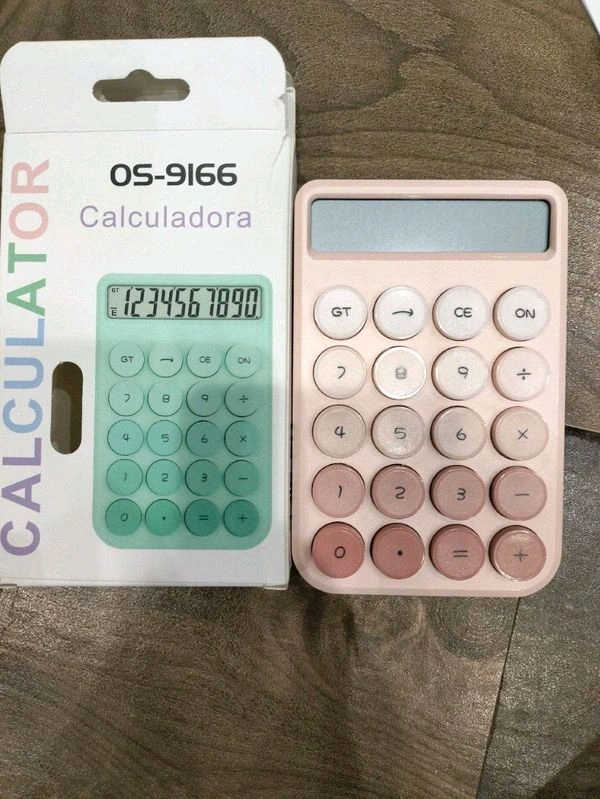 OS-9166
Calculadora
CALCULATOR
GT
E
1234567890
GT → CE ON
7 8 9 ÷
4 5 6 ×
1 2 3 −
0 • = +
GT → CE ON
7 8 9 ÷
4 5 6 ×
1 2 3 −
0 • = +